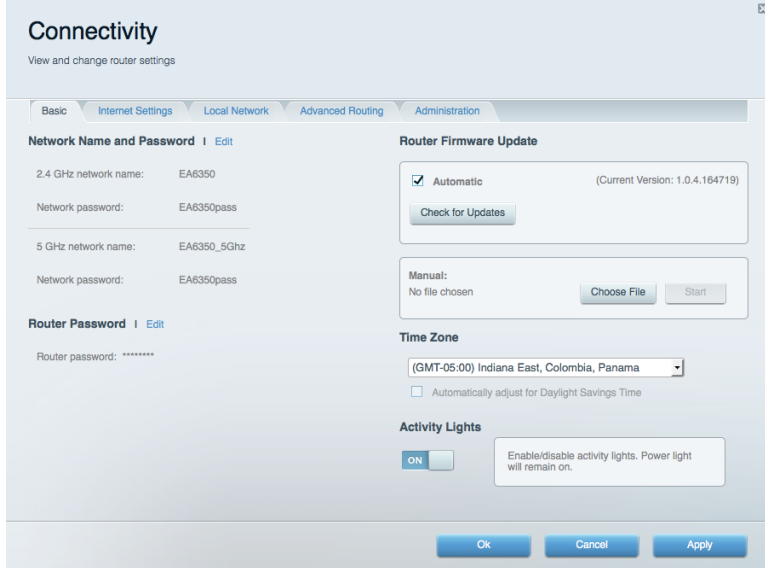 Connectivity
View and change router settings
Basic
Internet Settings
Local Network
Advanced Routing
Administration
Network Name and Password | Edit
2.4 GHz network name: EA6350
Network password: EA6350pass
5 GHz network name: EA6350_5Ghz
Network password: EA6350pass
Router Password | Edit
Router password: ********
Router Firmware Update
Automatic
(Current Version: 1.0.4.164719)
Check for Updates
Manual:
No file chosen
Choose File
Start
Time Zone
(GMT-05:00) Indiana East, Colombia, Panama
Automatically adjust for Daylight Savings Time
Activity Lights
ON
Enable/disable activity lights. Power light
will remain on.
Ok
Cancel
Apply